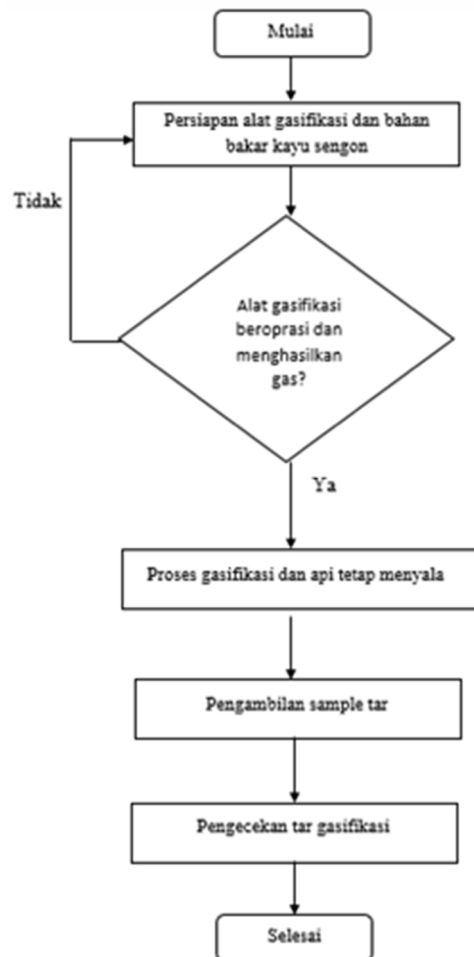 Mulai
Persiapan alat gasifikasi dan bahan
bakar kayu sengon
Tidak
Alat gasifikasi
beroprasi dan
menghasilkan
gas?
Ya
Proses gasifikasi dan api tetap menyala
Pengambilan sample tar
Pengecekan tar gasifikasi
Selesai